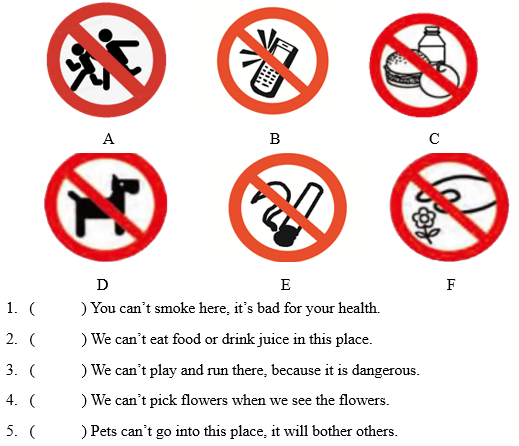 A B C
D E F
1. ( ) You can't smoke here, it's bad for your health.
2. ( ) We can't eat food or drink juice in this place.
3. ( ) We can't play and run there, because it is dangerous.
4. ( ) We can't pick flowers when we see the flowers.
5. ( ) Pets can't go into this place, it will bother others.